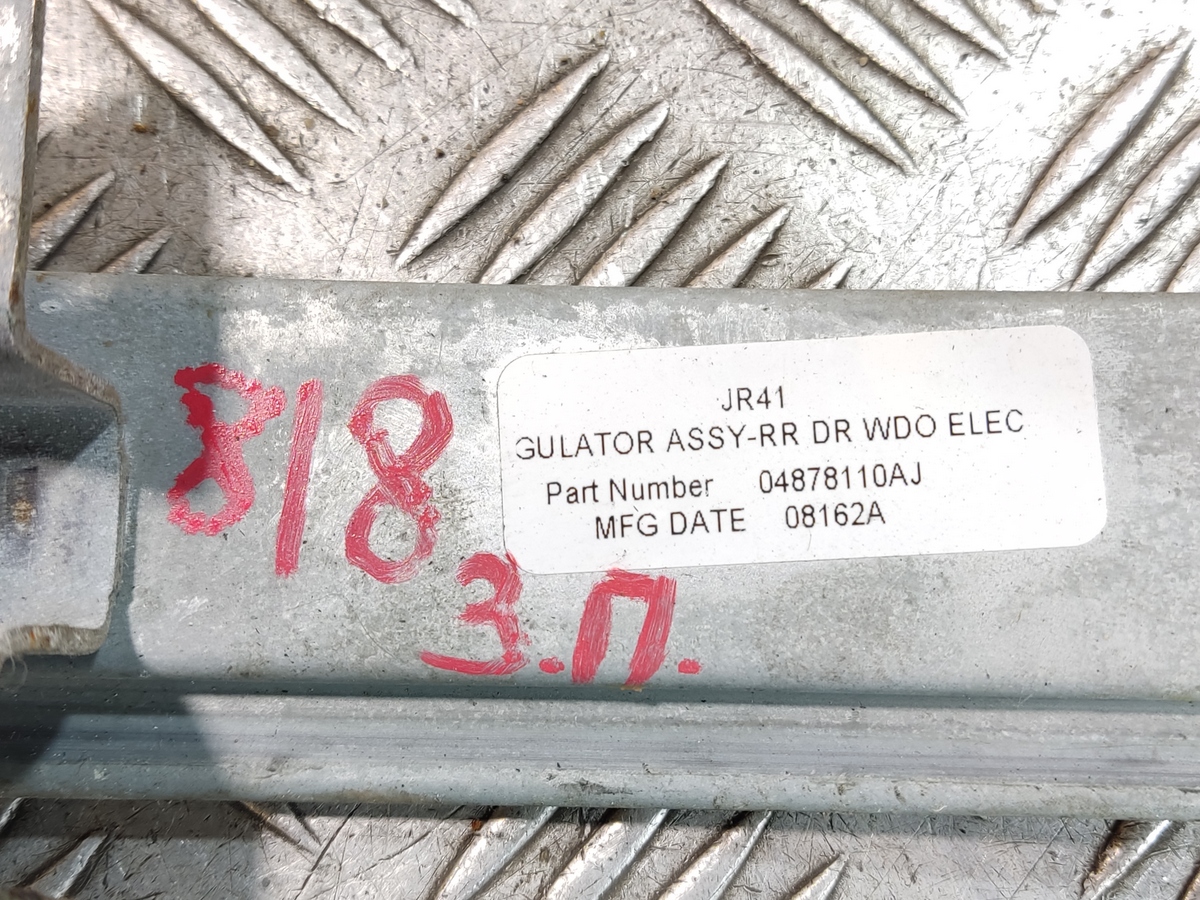 818
З.П.
JR41
GULATOR ASSY-RR DR WDO ELEC
Part Number 04878110AJ
MFG DATE 08162A